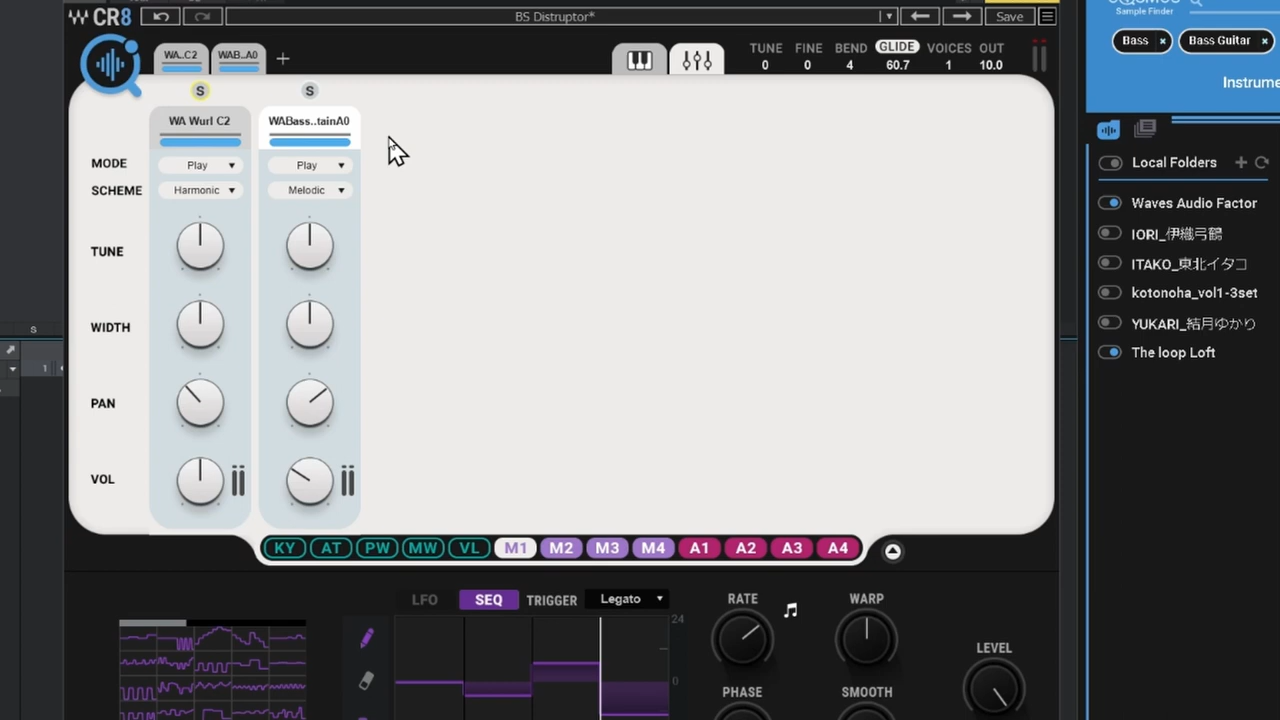 CR8
BS Distruptor*
Save
Sample Finder
Bass ×
Bass Guitar ×
Instrume
WA..C2
WAB..A0
+
TUNE
FINE
BEND
GLIDE
VOICES
OUT
0
0
4
60.7
1
10.0
S
S
WA Wurl C2
WABass..tainA0
MODE
Play
Play
SCHEME
Harmonic
Melodic
TUNE
WIDTH
PAN
VOL
KY
AT
PW
MW
VL
M1
M2
M3
M4
A1
A2
A3
A4
LFO
SEQ
TRIGGER
Legato
24
0
RATE
WARP
LEVEL
PHASE
SMOOTH
Local Folders
Waves Audio Factor
IORI_伊織弓鶴
ITAKO_東北イタコ
kotonoha_vol1-3set
YUKARI_結月ゆかり
The loop Loft
S
1